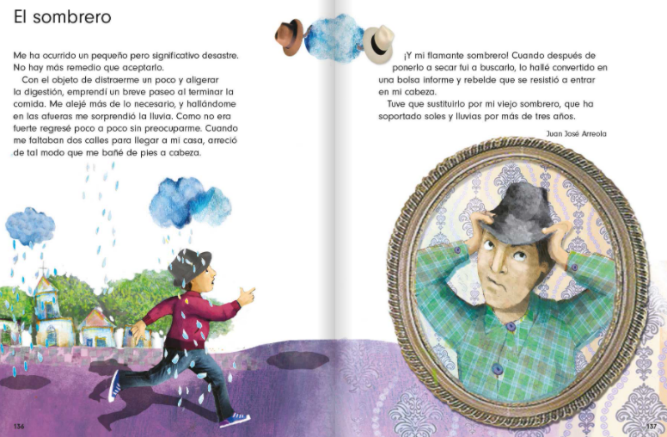 El sombrero
Me ha ocurrido un pequeño pero significativo desastre.
No hay más remedio que aceptarlo.
Con el objeto de distraerme un poco y aligerar
la digestión, emprendí un breve paseo al terminar la
comida. Me alejé más de lo necesario, y hallándome
en las afueras me sorprendió la lluvia. Como no era
fuerte regresé poco a poco sin preocuparme. Cuando
me faltaban dos calles para llegar a mi casa, arreció
de tal modo que me bañé de pies a cabeza.
136
¡Y mi flamante sombrero! Cuando después de
ponerlo a secar fui a buscarlo, lo hallé convertido en
una bolsa informe y rebelde que se resistió a entrar
en mi cabeza.
Tuve que sustituirlo por mi viejo sombrero, que ha
soportado soles y lluvias por más de tres años.
Juan José Arreola
137